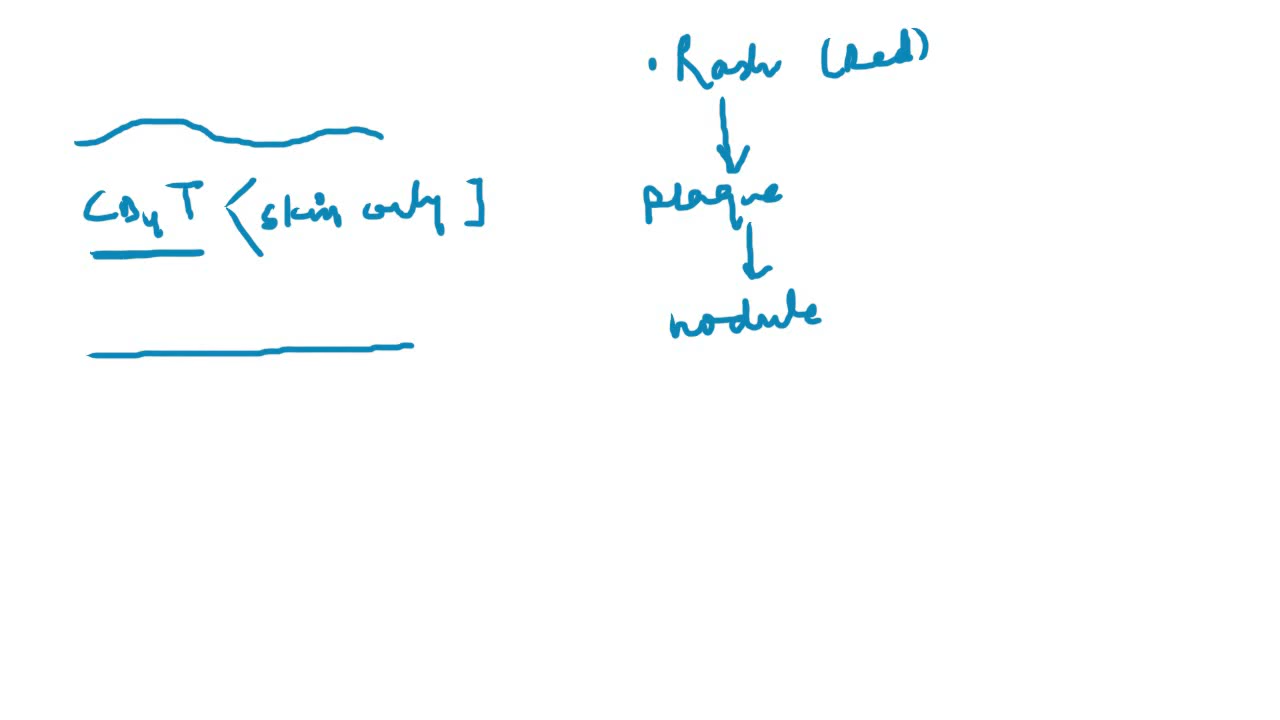 • Rash (Red)
CD4 T < skin only ]
plaque
nodule